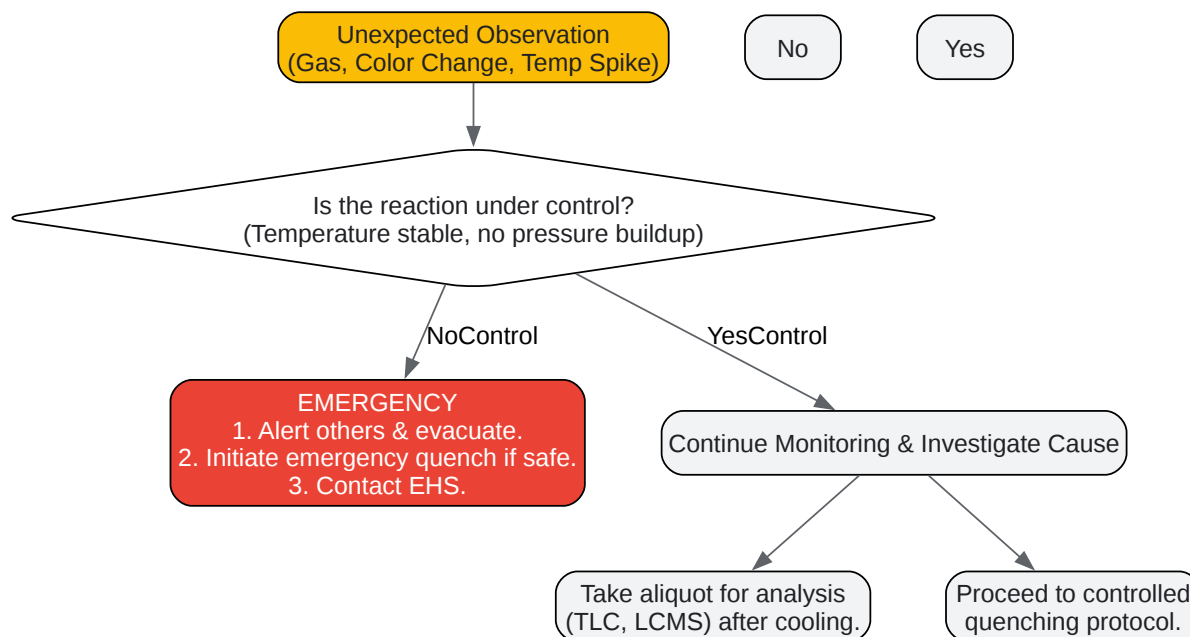 Unexpected Observation
(Gas, Color Change, Temp Spike)
No
Yes
Is the reaction under control?
(Temperature stable, no pressure buildup)
NoControl
YesControl
EMERGENCY
1. Alert others & evacuate.
2. Initiate emergency quench if safe.
3. Contact EHS.
Continue Monitoring & Investigate Cause
Take aliquot for analysis
(TLC, LCMS) after cooling.
Proceed to controlled
quenching protocol.